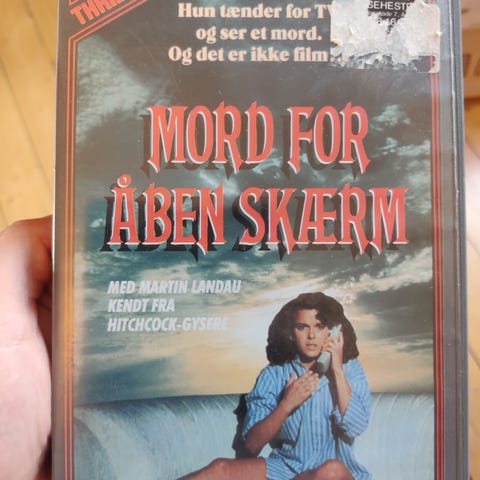 Hun tænder for TV
og ser et mord.
Og det er ikke film
MORD FOR
ÅBEN SKÆRM
MED MARTIN LANDAU
KENDT FRA
HITCHCOCK-GYSERE